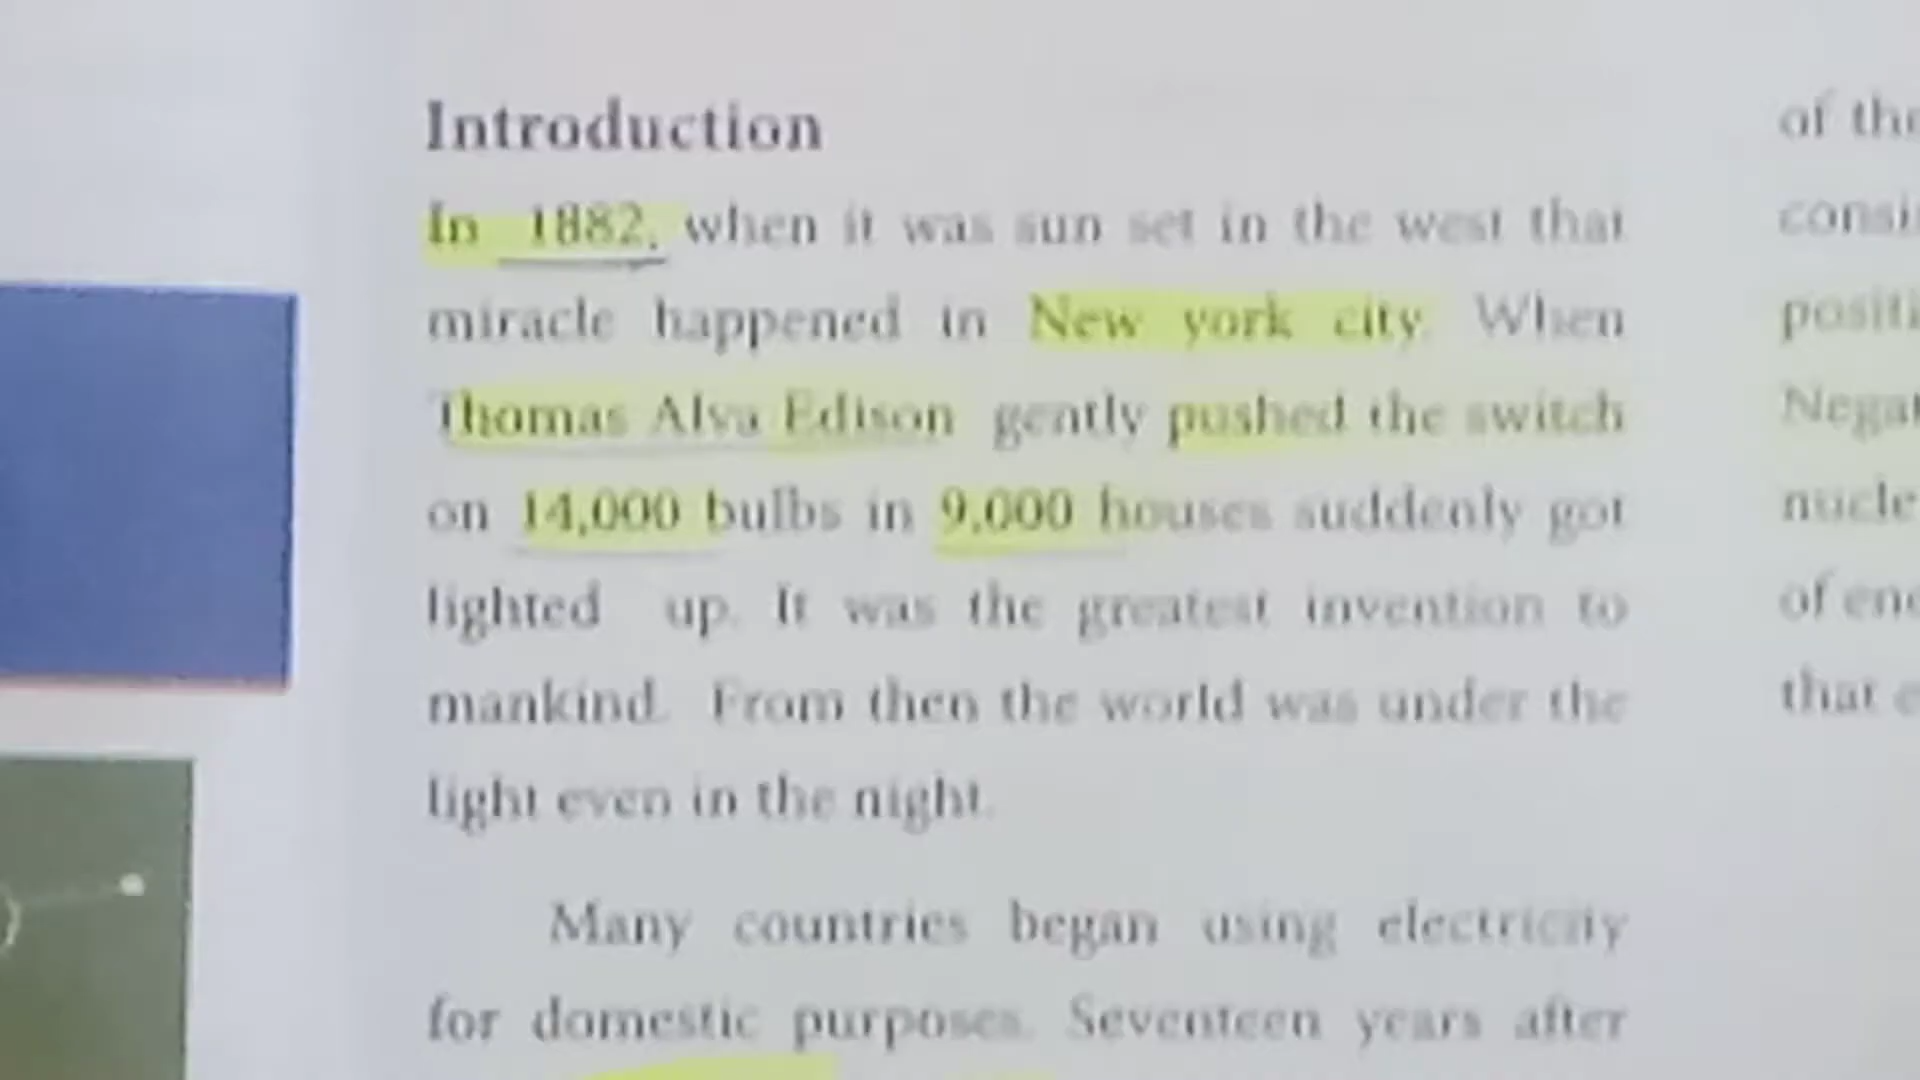 Introduction
In 1882, when it was sun set in the west that
miracle happened in New york city. When
Thomas Alva Edison gently pushed the switch
on 14,000 bulbs in 9,000 houses suddenly got
lighted up. It was the greatest invention to
mankind. From then the world was under the
light even in the night.
Many countries began using electricity
for domestic purposes. Seventeen years after
of
that